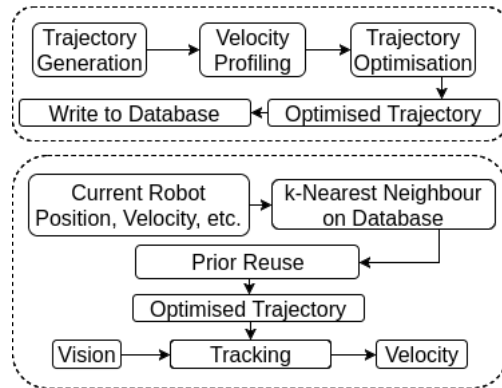 Trajectory
Generation
Velocity
Profiling
Trajectory
Optimisation
Write to Database
Optimised Trajectory
Current Robot
Position, Velocity, etc.
k-Nearest Neighbour
on Database
Prior Reuse
Optimised Trajectory
Vision
Tracking
Velocity